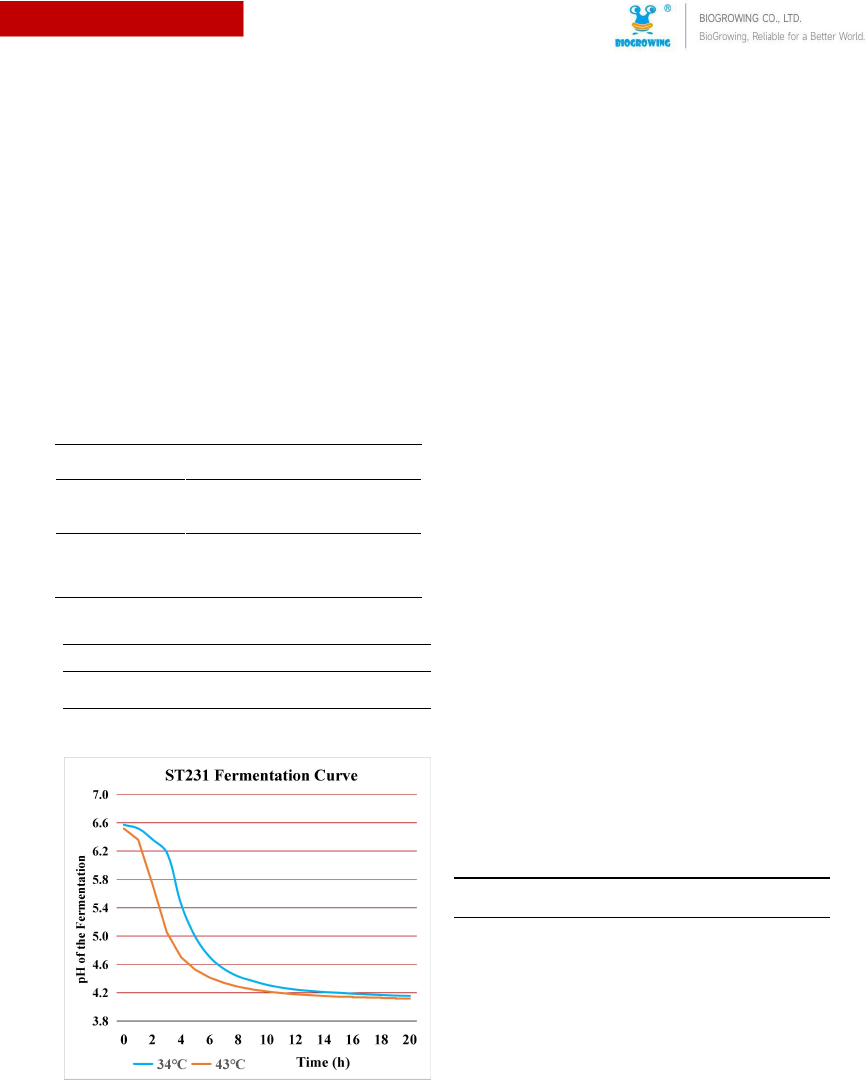 BIOGROWING
®
BIOGROWING CO., LTD.
BioGrowing, Reliable for a Better World.
ST231 Fermentation Curve
pH of the Fermentation
7.0
6.6
6.2
5.8
5.4
5.0
4.6
4.2
3.8
0 2 4 6 8 10 12 14 16 18 20
34℃ 43℃ Time (h)